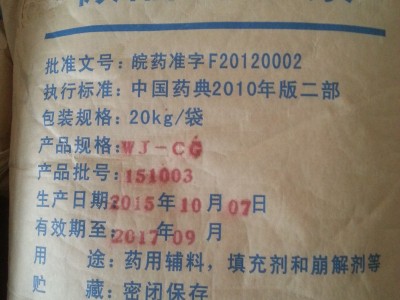 批准文号：皖药准字F20120002
执行标准：中国药典2010年版二部
包装规格：20kg/袋
产品规格：WJ-CG
产品批号：151003
生产日期2015年10月07日
有效期至：2017年09月
用　途：药用辅料，填充剂和崩解剂等
贮　藏：密闭保存